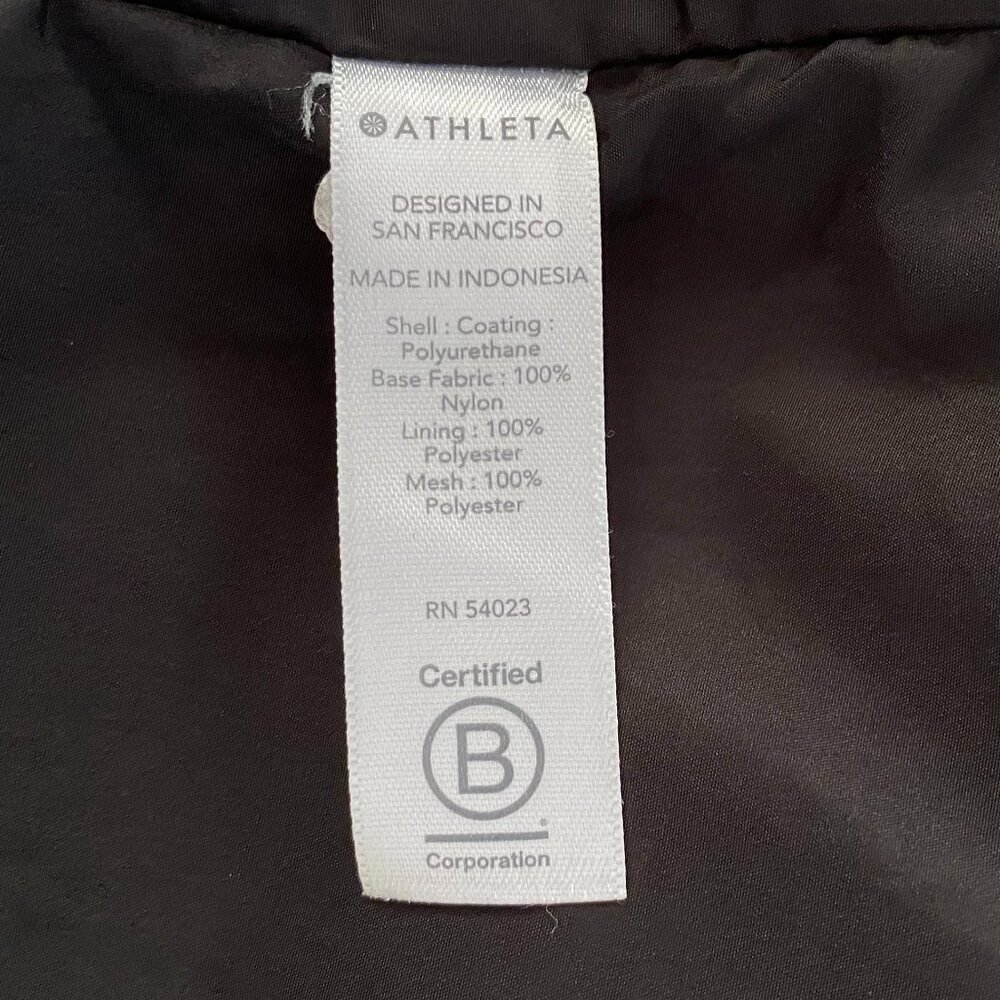 ATHLETA
DESIGNED IN
SAN FRANCISCO
MADE IN INDONESIA
Shell : Coating :
Polyurethane
Base Fabric : 100%
Nylon
Lining : 100%
Polyester
Mesh : 100%
Polyester
RN 54023
Certified
B
®
Corporation